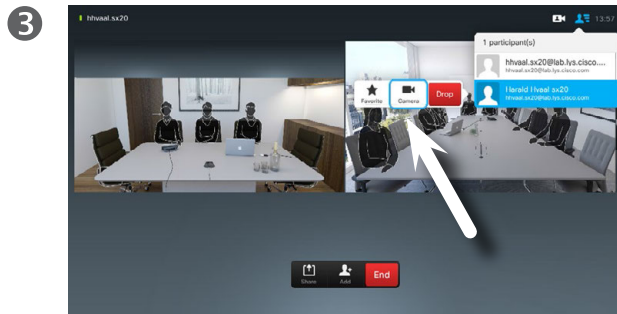 3
hhvaal.sx20
13:57
1 participant(s)
hhvaal.sx20@lab.lys.cisco....
hhvaal.sx20@lab.lys.cisco.com
Harald Hvaal sx20
hhvaal.sx20@lab.lys.cisco.com
Favorite
Camera
Drop
Share
Add
End